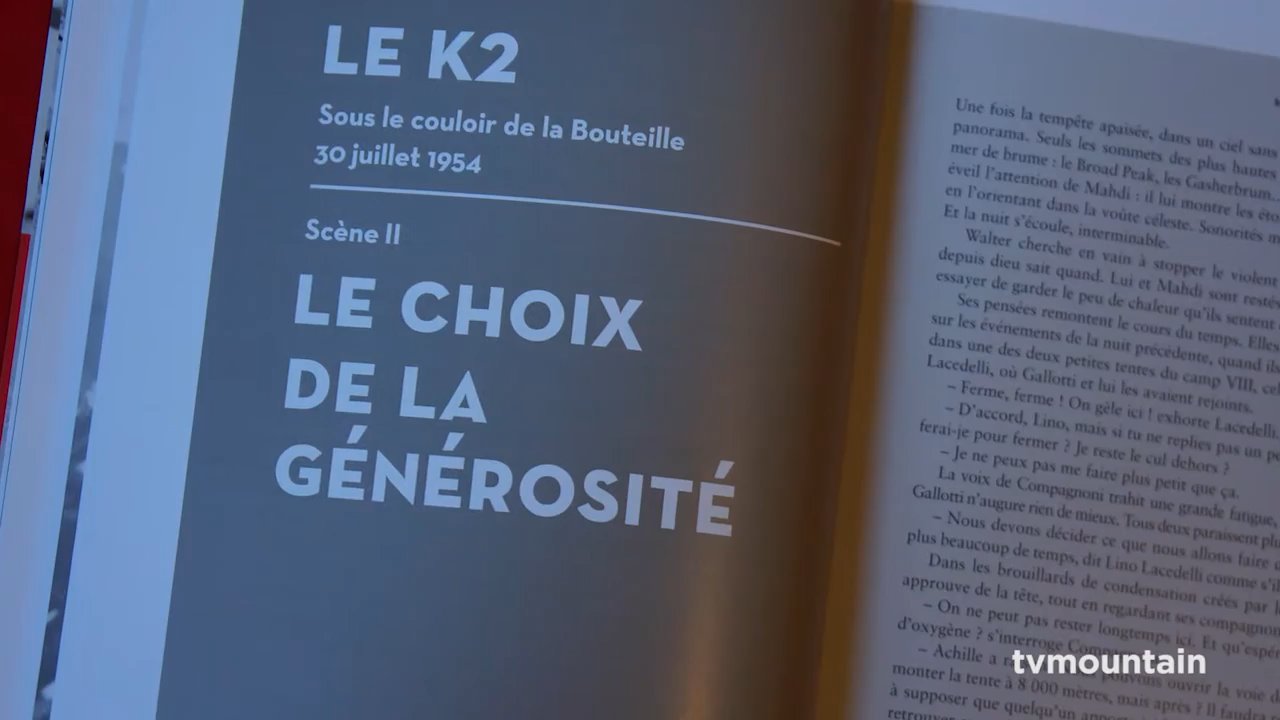 LE K2
Sous le couloir de la Bouteille
30 juillet 1954
Scène II
LE CHOIX
DE LA
GÉNÉROSITÉ
Une fois la tempête apaisée, dans un ciel sans
panorama. Seuls les sommets des plus hautes
mer de brume : le Broad Peak, les Gasherbrum...
éveil l'attention de Mahdi : il lui montre les
en l'orientant dans la voûte céleste. Sonorités
Et la nuit s'écoule, interminable.
Walter cherche en vain à stopper le violent
depuis dieu sait quand. Lui et Mahdi sont
essayer de garder le peu de chaleur qu'ils sentent
Ses pensées remontent le cours du temps. Elles
sur les événements de la nuit précédente, quand
dans une des deux petites tentes du camp VIII,
Lacedelli, où Gallotti et lui les avaient rejoints.
– Ferme, ferme ! On gèle ici ! exhorte Lacedelli.
– D'accord, Lino, mais si tu ne replies pas un
ferai-je pour fermer ? Je reste le cul dehors ?
– Je ne peux pas me faire plus petit que ça.
La voix de Compagnoni trahit une grande fatigue,
Gallotti n'augure rien de mieux. Tous deux paraissent
– Nous devons décider ce que nous allons faire
plus beaucoup de temps, dit Lino Lacedelli comme
Dans les brouillards de condensation créés par
approuve de la tête, tout en regardant ses
– On ne peut pas rester longtemps ici. Et
d'oxygène ? s'interroge
– Achille a pouvons ouvrir la voie
monter la tente à 8 000 mètres, mais après ? Il faudra
à supposer que quelqu'un
tvmountain